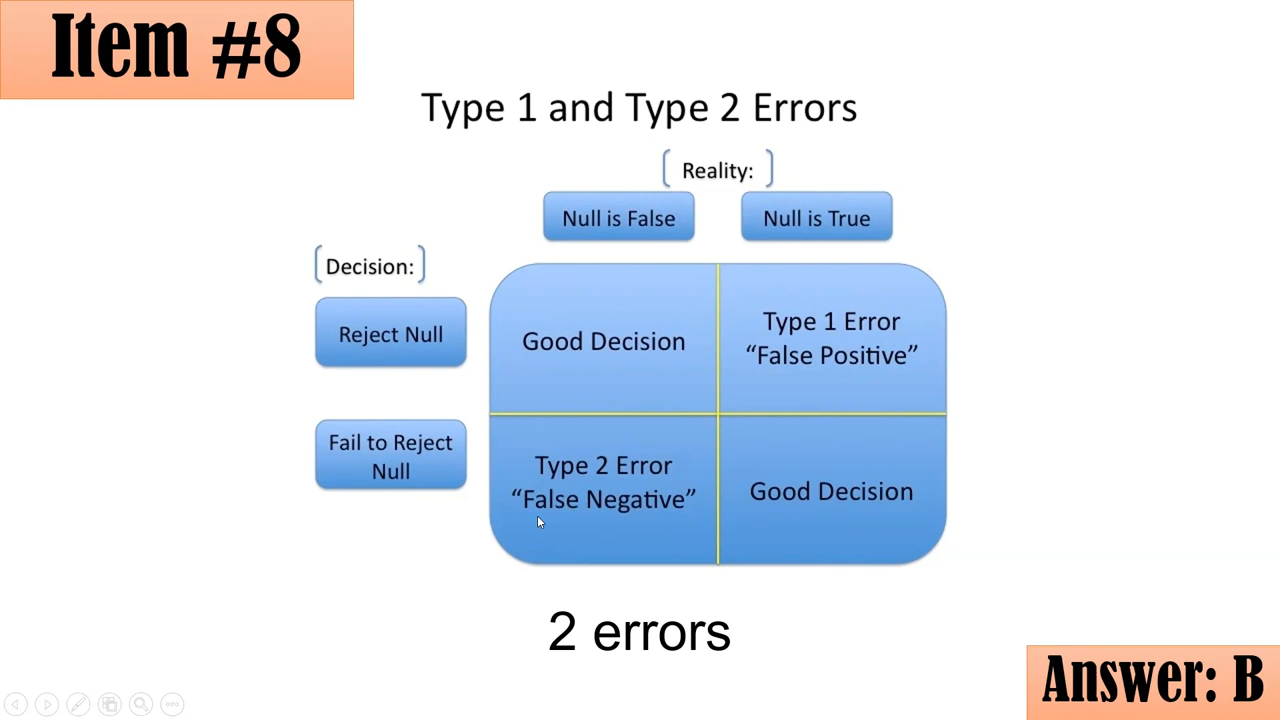 Item #8
Type 1 and Type 2 Errors
Reality:
Null is False
Null is True
Decision:
Reject Null
Good Decision
Type 1 Error
“False Positive”
Fail to Reject
Null
Type 2 Error
“False Negative”
Good Decision
2 errors
Answer: B